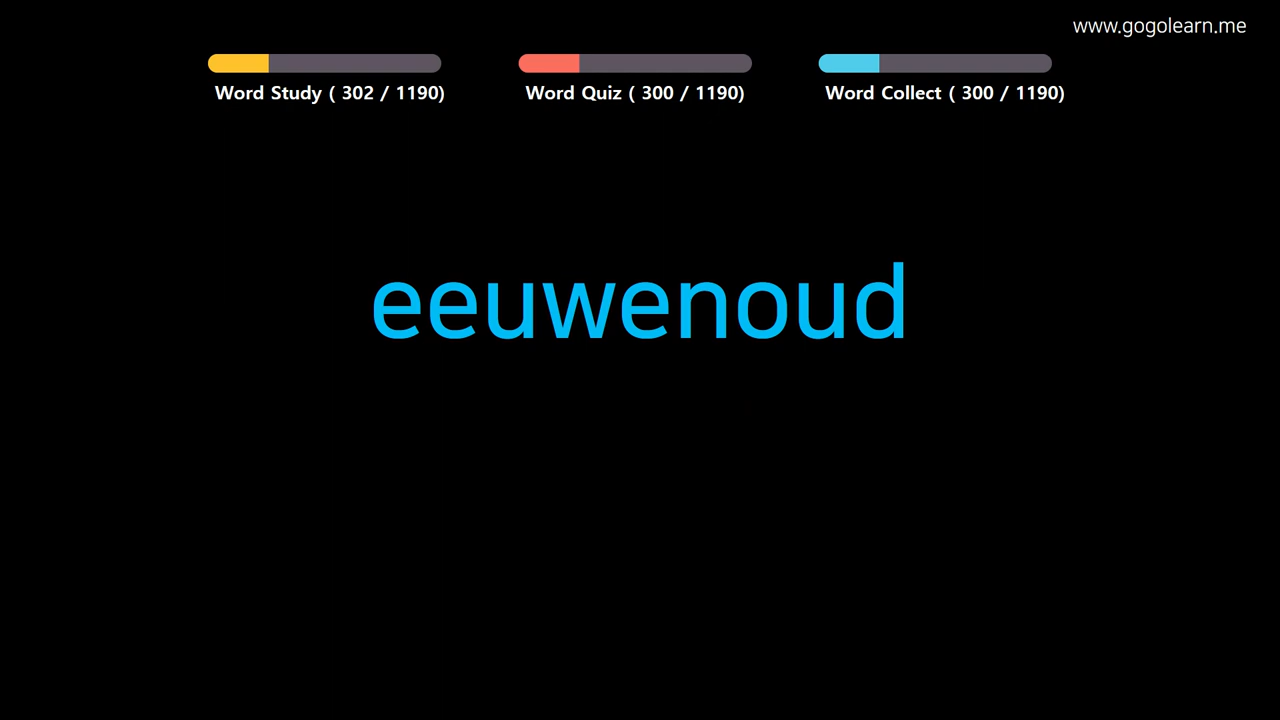 www.gogolearn.me
Word Study ( 302 / 1190)
Word Quiz ( 300 / 1190)
Word Collect ( 300 / 1190)
eeuwenoud